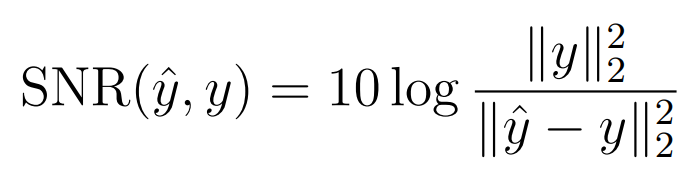 SNR(ŷ, y) = 10 log ‖y‖₂² / ‖ŷ − y‖₂²